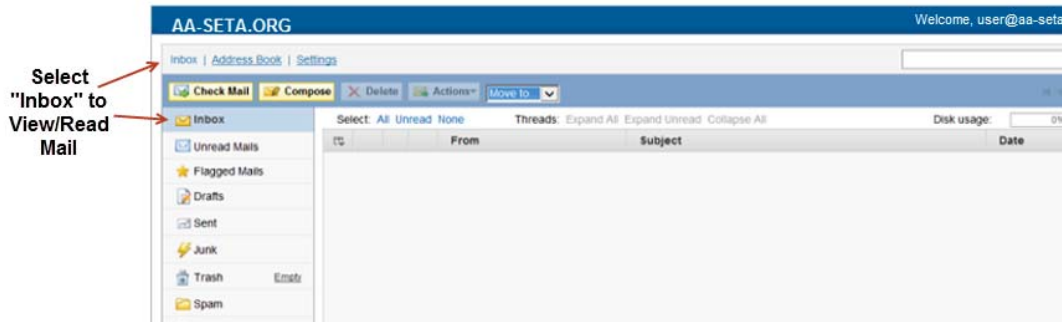 AA-SETA.ORG
Welcome, user@aa-seta
Inbox | Address Book | Settings
Select "Inbox" to View/Read Mail
Check Mail Compose Delete Actions Move to
Inbox Select: All Unread None Threads: Expand All Expand Unread Collapse All Disk usage: 0%
From Subject Date
Unread Mails
Flagged Mails
Drafts
Sent
Junk
Trash Empty
Spam